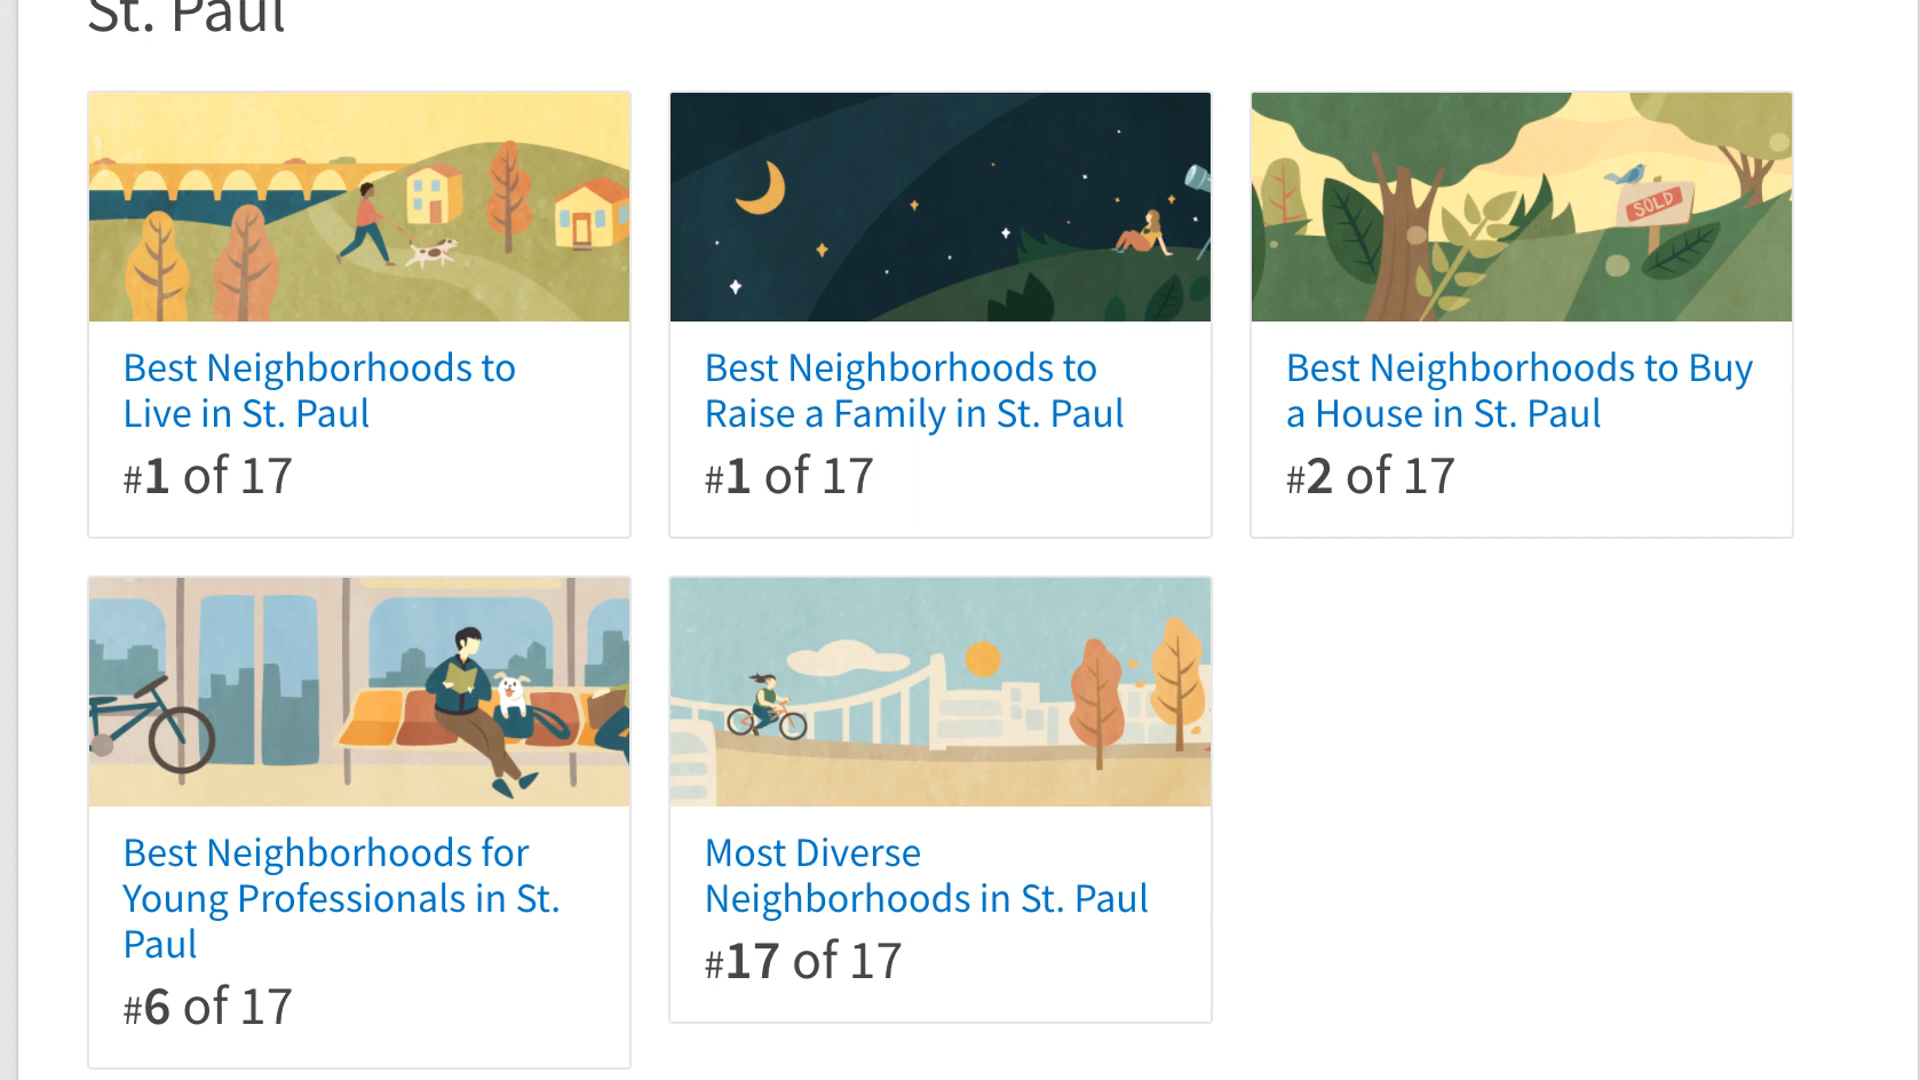 St. Paul
SOLD
Best Neighborhoods to
Live in St. Paul
#1 of 17
Best Neighborhoods to
Raise a Family in St. Paul
#1 of 17
Best Neighborhoods to Buy
a House in St. Paul
#2 of 17
Best Neighborhoods for
Young Professionals in St.
Paul
#6 of 17
Most Diverse
Neighborhoods in St. Paul
#17 of 17